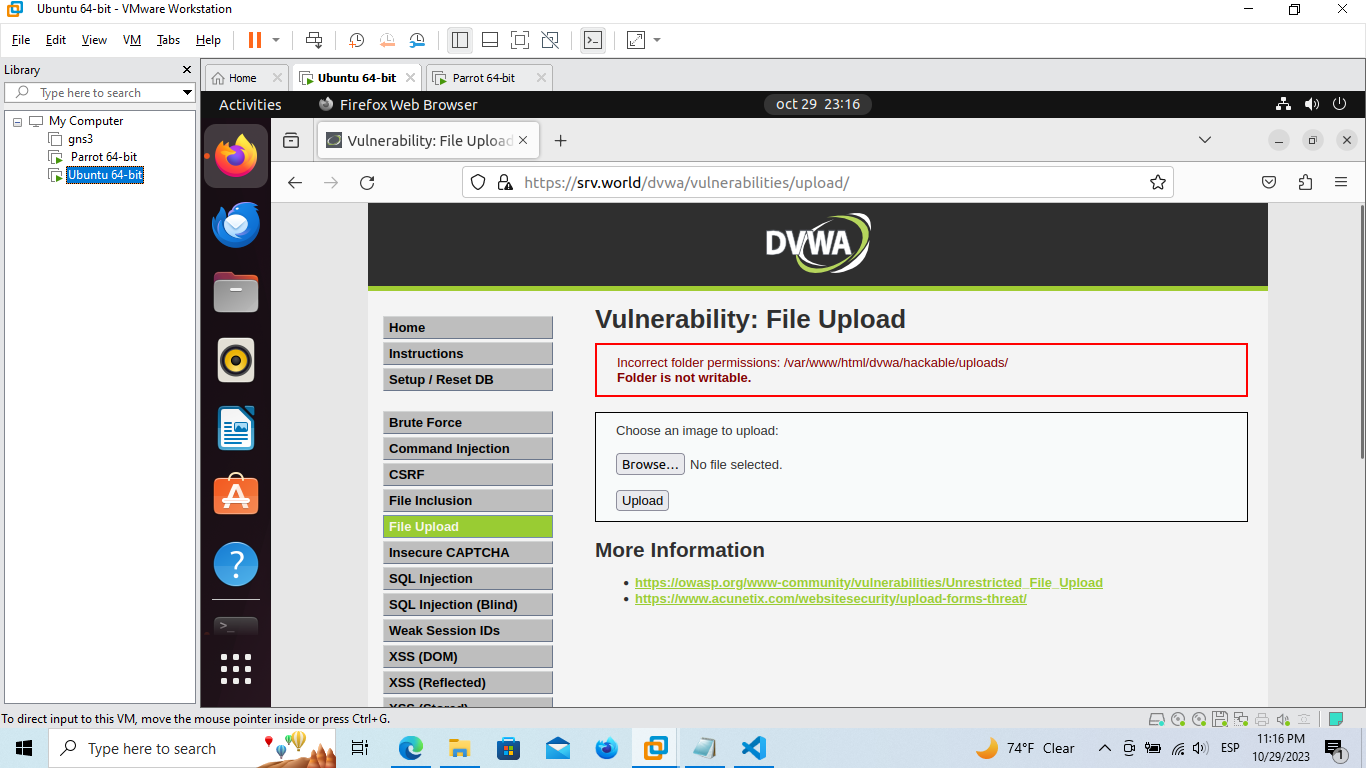 Ubuntu 64-bit - VMware Workstation
File Edit View VM Tabs Help
Library
Type here to search
My Computer
gns3
Parrot 64-bit
Ubuntu 64-bit
Home
Ubuntu 64-bit
Parrot 64-bit
Activities
Firefox Web Browser
oct 29 23:16
Vulnerability: File Upload
https://srv.world/dvwa/vulnerabilities/upload/
DVWA
Home
Instructions
Setup / Reset DB
Brute Force
Command Injection
CSRF
File Inclusion
File Upload
Insecure CAPTCHA
SQL Injection
SQL Injection (Blind)
Weak Session IDs
XSS (DOM)
XSS (Reflected)
XSS (Stored)
Vulnerability: File Upload
Incorrect folder permissions: /var/www/html/dvwa/hackable/uploads/
Folder is not writable.
Choose an image to upload:
Browse... No file selected.
Upload
More Information
https://owasp.org/www-community/vulnerabilities/Unrestricted_File_Upload
https://www.acunetix.com/websitesecurity/upload-forms-threat/
To direct input to this VM, move the mouse pointer inside or press Ctrl+G.
Type here to search
74°F Clear
ESP
11:16 PM
10/29/2023
1